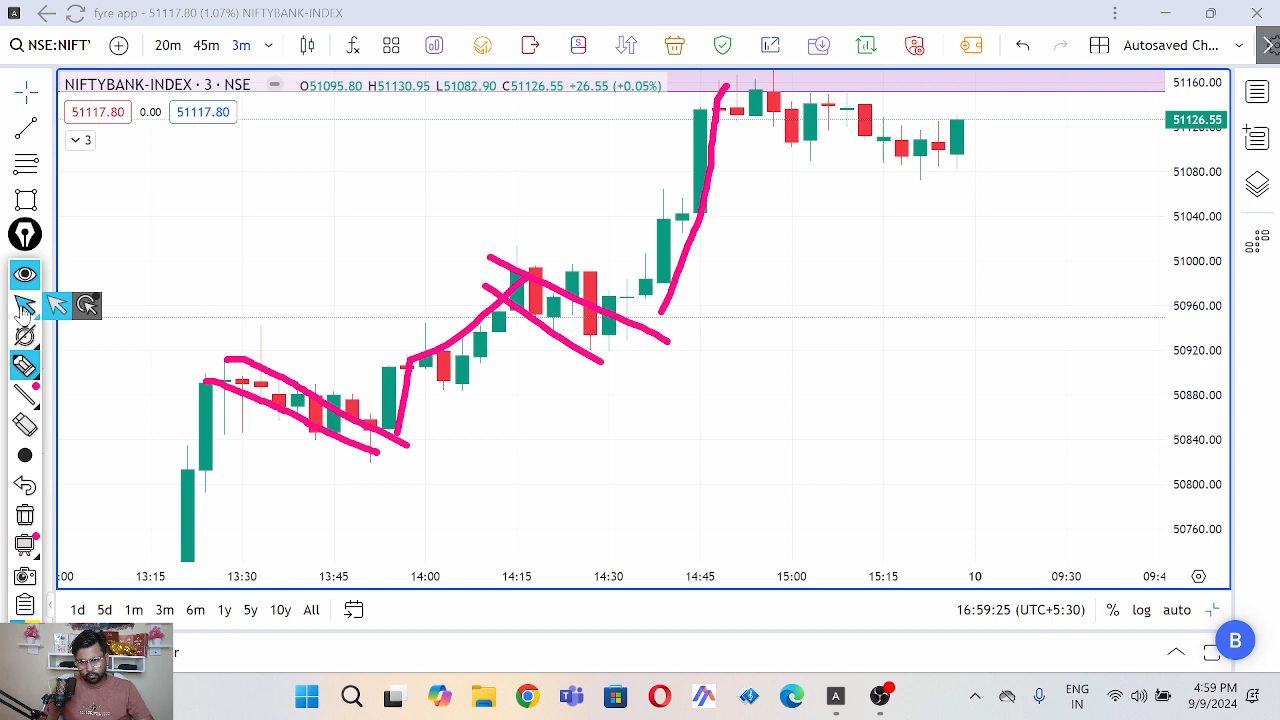 fyre app - 51117.80 (1.07%) NIFTYBANK-INDEX
NSE:NIFTY
20m 45m 3m
Autosaved Ch...
NIFTYBANK-INDEX · 3 · NSE
O51095.80 H51130.95 L51082.90 C51126.55 +26.55 (+0.05%)
51117.80 0.00 51117.80
3
51160.00
51126.55
51080.00
51040.00
51000.00
50960.00
50920.00
50880.00
50840.00
50800.00
50760.00
:00 13:15 13:30 13:45 14:00 14:15 14:30 14:45 15:00 15:15 10 09:30 09:4
1d 5d 1m 3m 6m 1y 5y 10y All
16:59:25 (UTC+5:30) % log auto
B
r
ENG
IN
4:59 PM
9/9/2024